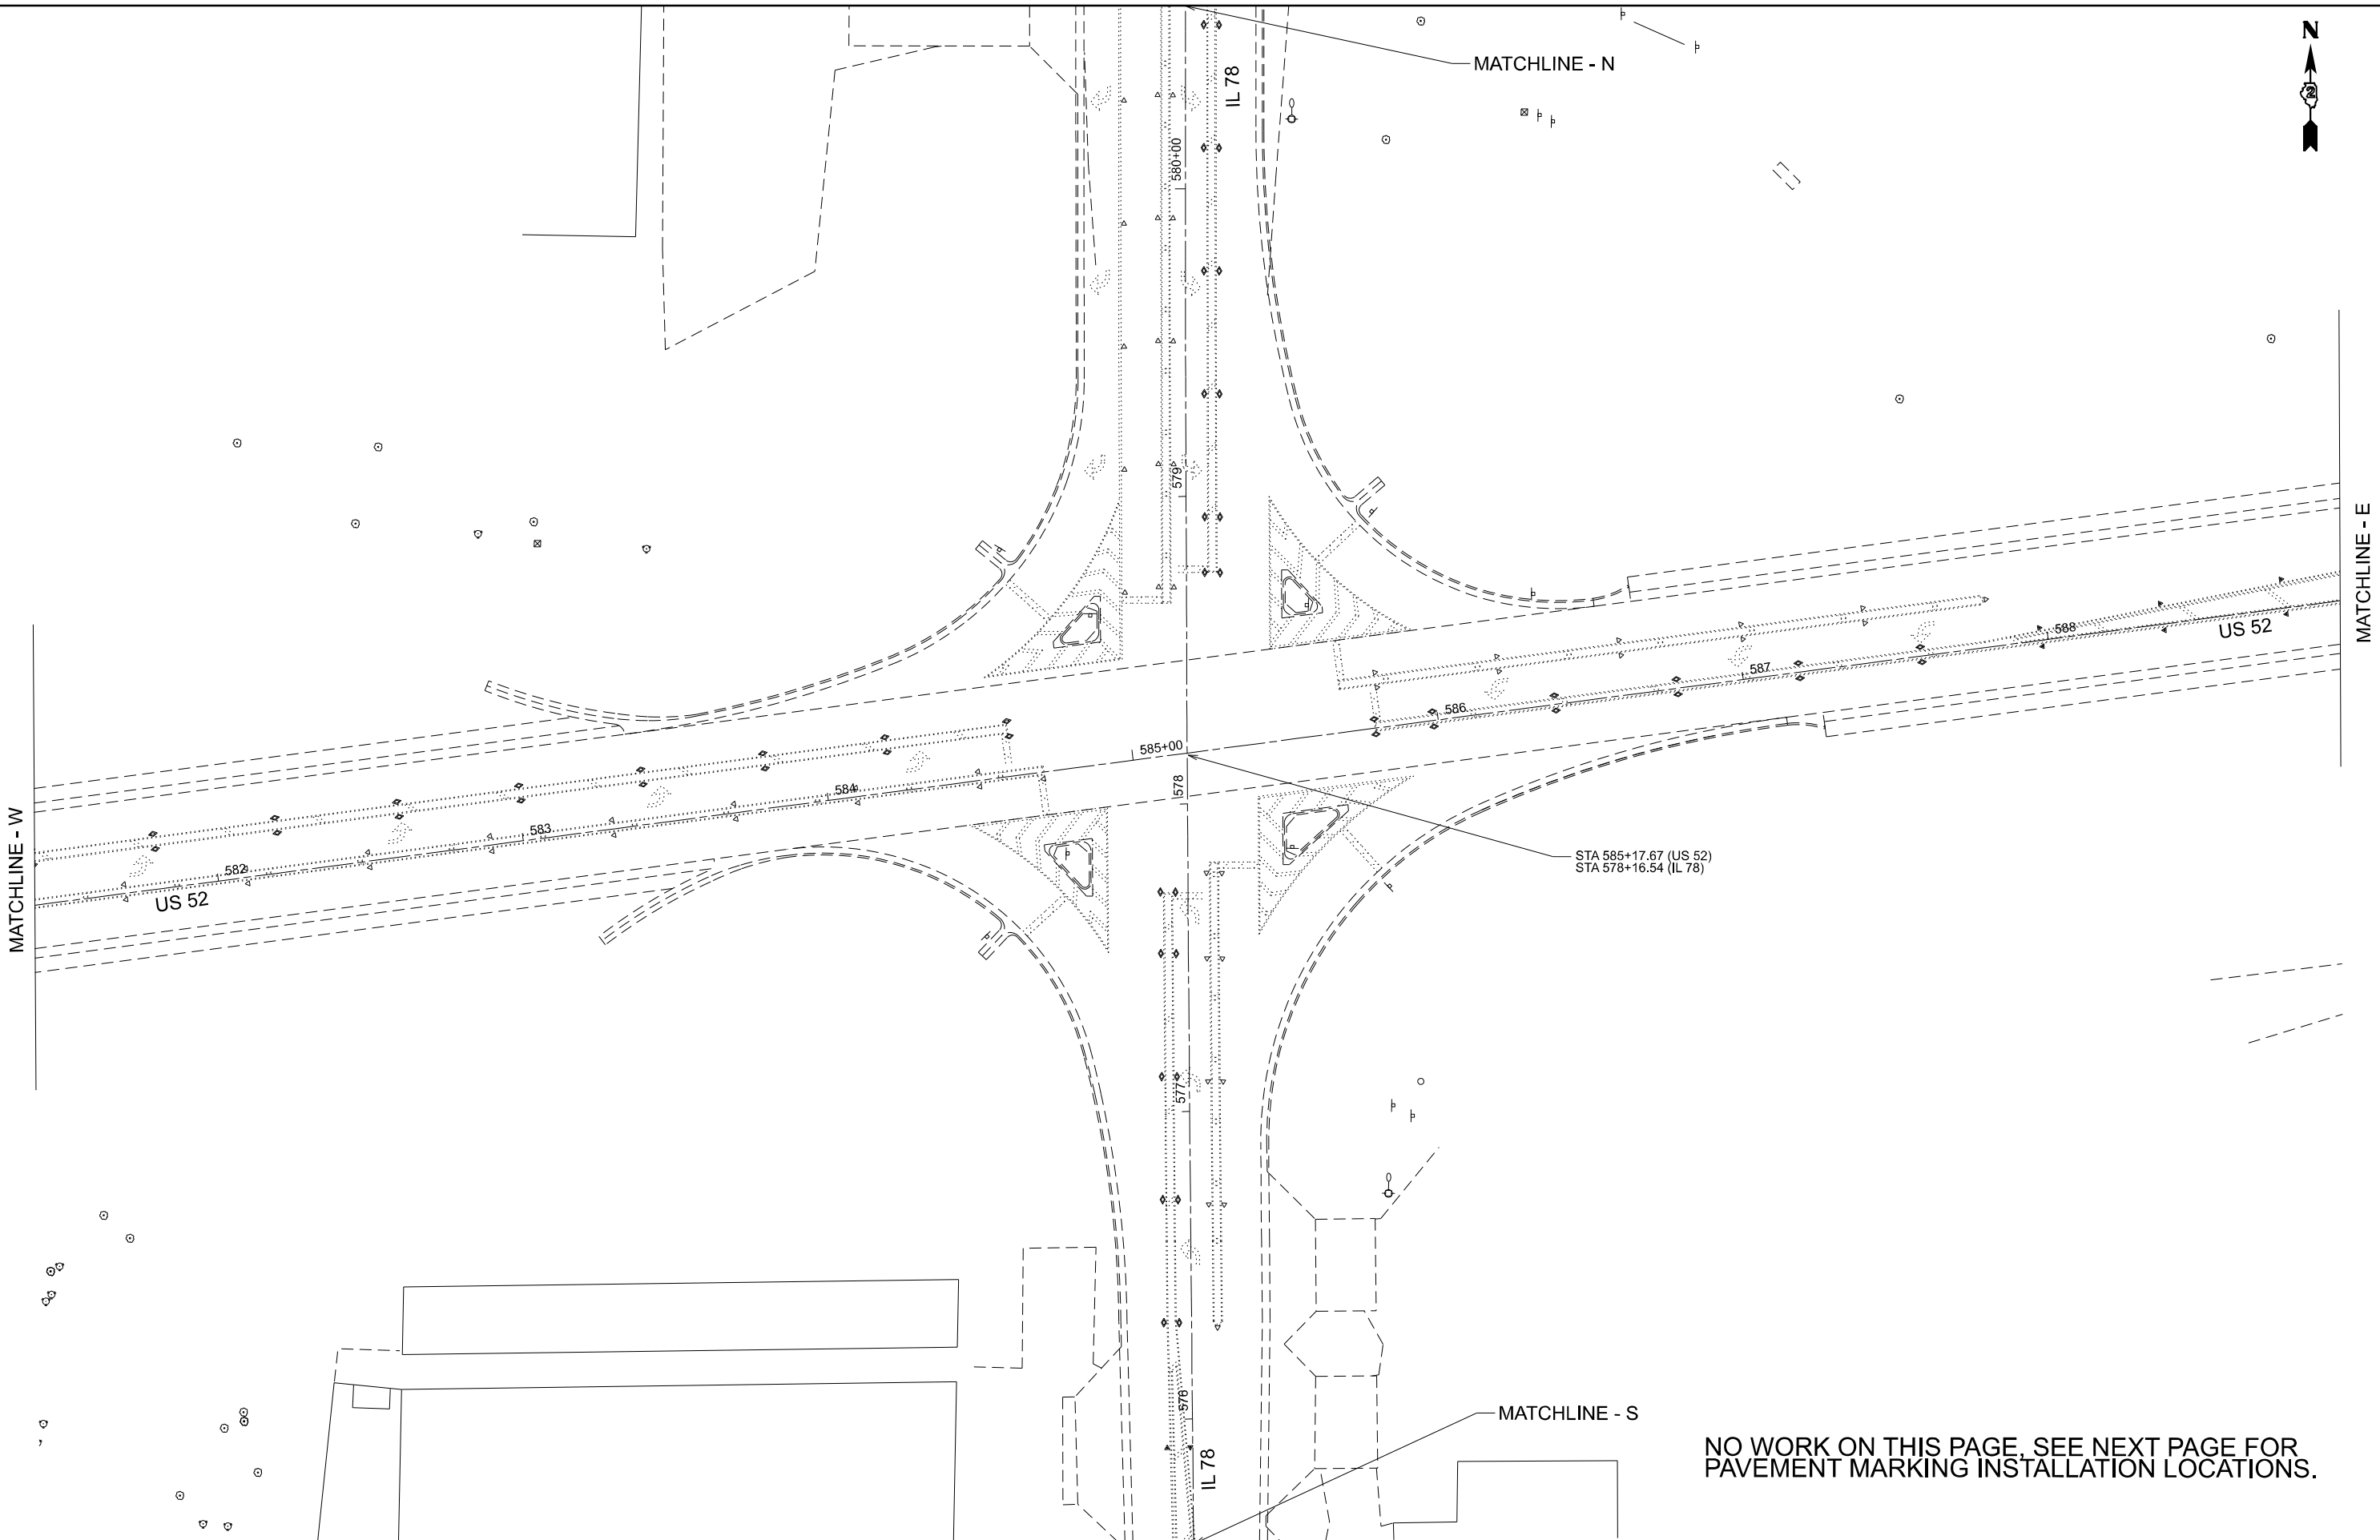 N
2
MATCHLINE - N
IL 78
580+00
579
MATCHLINE - E
588
US 52
587
586
585+00
578
584
583
582
US 52
MATCHLINE - W
STA 585+17.67 (US 52)
STA 578+16.54 (IL 78)
577
576
IL 78
MATCHLINE - S
NO WORK ON THIS PAGE, SEE NEXT PAGE FOR
PAVEMENT MARKING INSTALLATION LOCATIONS.